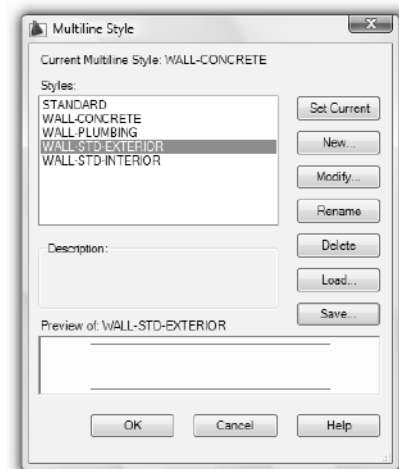 Multiline Style
Current Multiline Style: WALL-CONCRETE
Styles:
STANDARD
WALL-CONCRETE
WALL-PLUMBING
WALL-STD-EXTERIOR
WALL-STD-INTERIOR
Set Current
New...
Modify...
Rename
Delete
Load...
Save...
Description:
Preview of: WALL-STD-EXTERIOR
OK
Cancel
Help